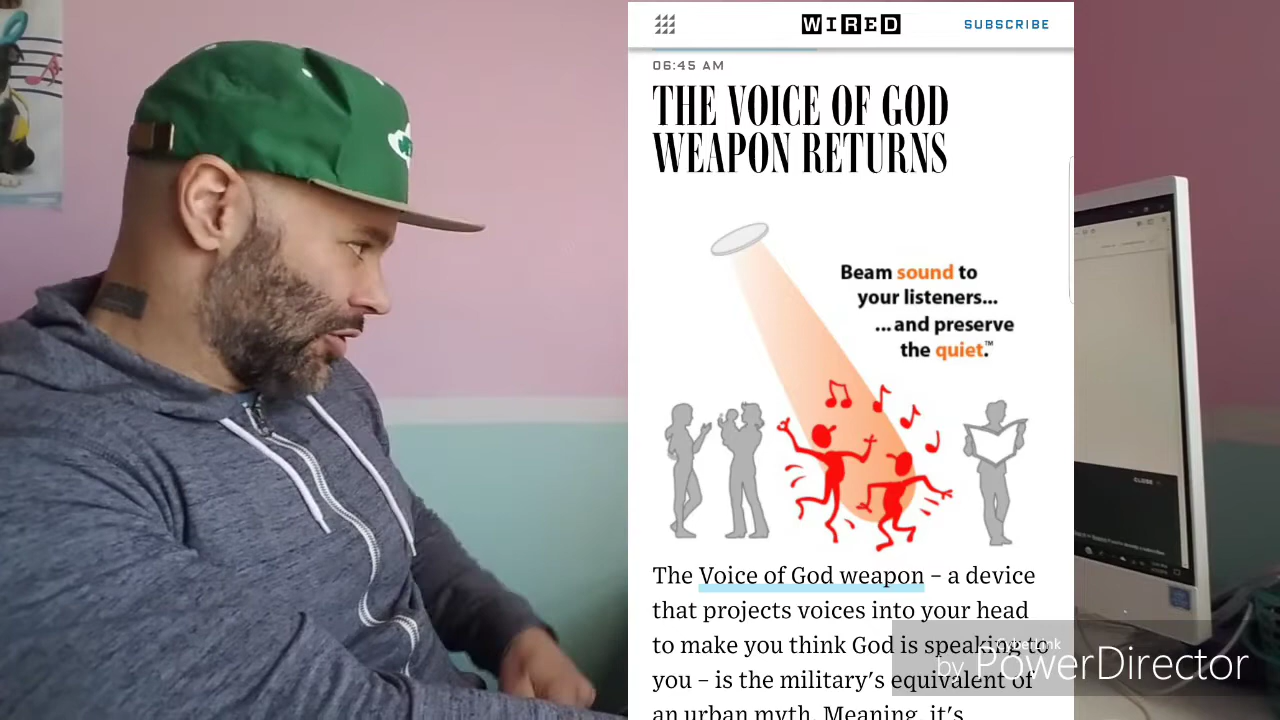 WIRED
SUBSCRIBE
06:45 AM
THE VOICE OF GOD
WEAPON RETURNS
Beam sound to
your listeners...
...and preserve
the quiet.™
The Voice of God weapon – a device
that projects voices into your head
to make you think God is speaking to
you – is the military's equivalent of
an urban myth. Meaning, it's
CyberLink
by PowerDirector
CLOSE